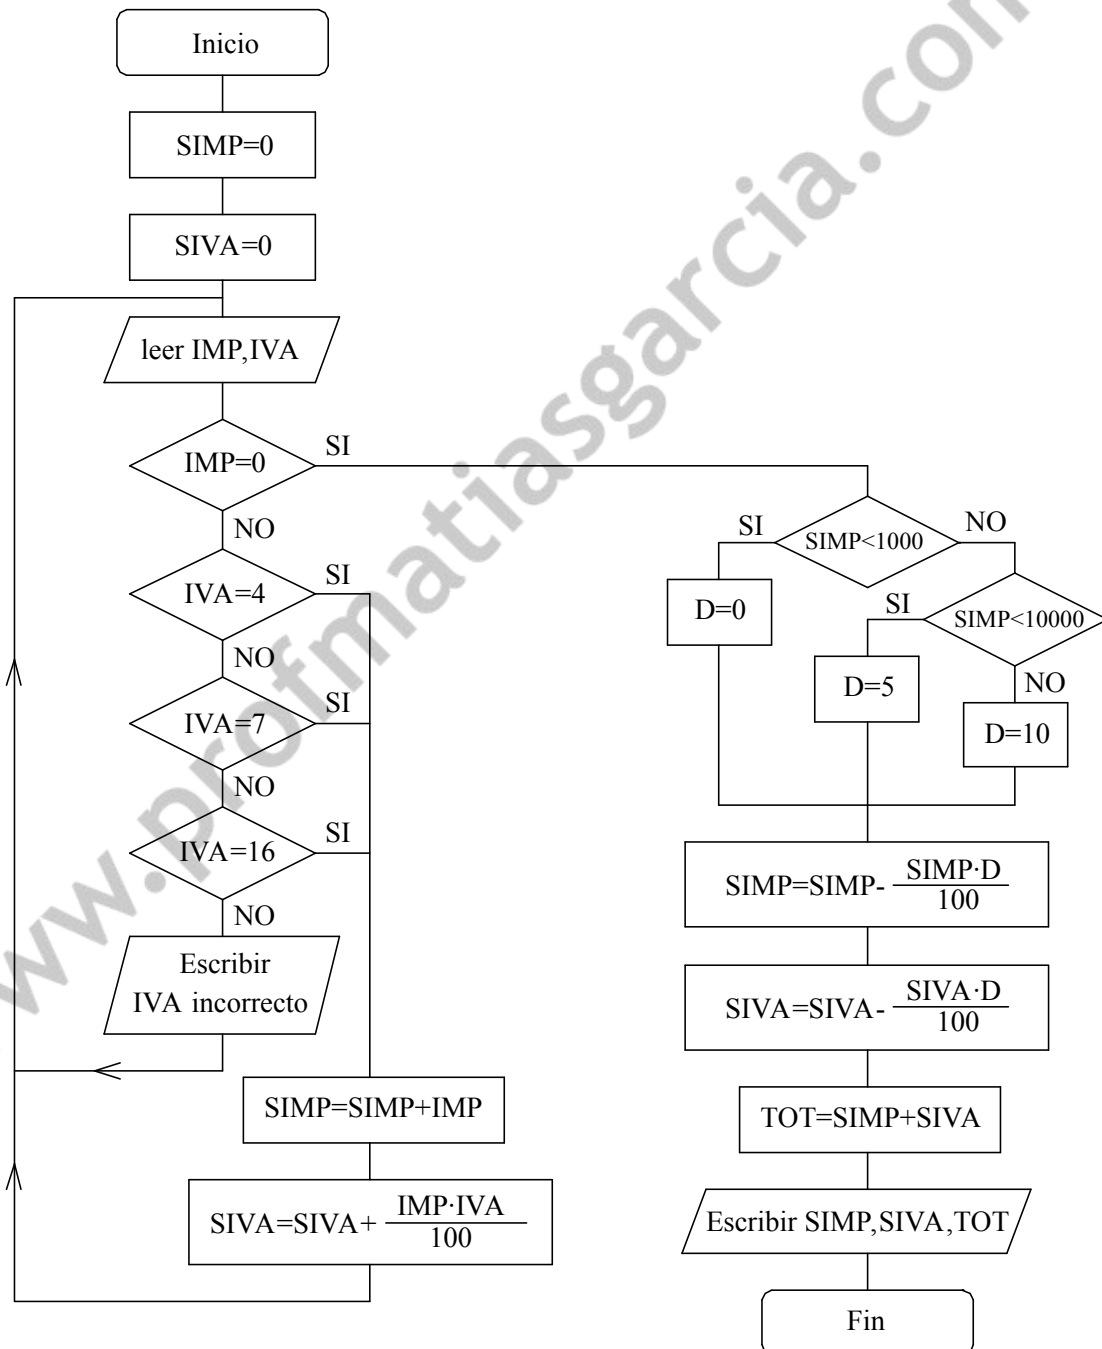 Inicio
SIMP=0
SIVA=0
leer IMP,IVA
IMP=0
SI
NO
IVA=4
SI
NO
IVA=7
SI
NO
IVA=16
SI
NO
Escribir
IVA incorrecto
SIMP=SIMP+IMP
SIVA=SIVA+ IMP·IVA
100
SI
SIMP<1000
NO
D=0
SI
SIMP<10000
D=5
NO
D=10
SIMP=SIMP- SIMP·D
100
SIVA=SIVA- SIVA·D
100
TOT=SIMP+SIVA
Escribir SIMP,SIVA,TOT
Fin
www.profmatiasgarcia.com